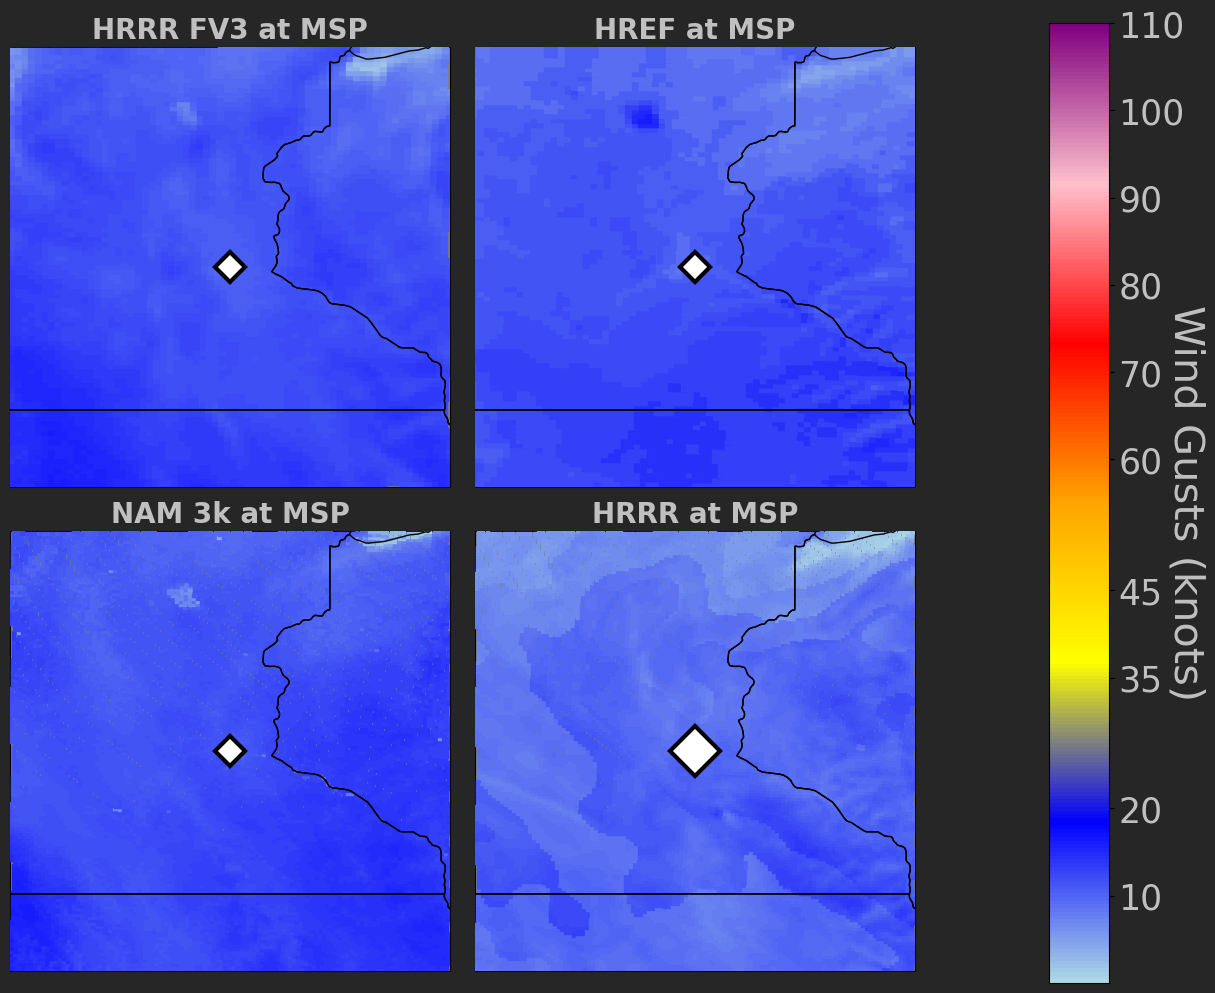 HRRR FV3 at MSP
HREF at MSP
NAM 3k at MSP
HRRR at MSP
110
100
90
80
70
60
45
35
20
10
Wind Gusts (knots)